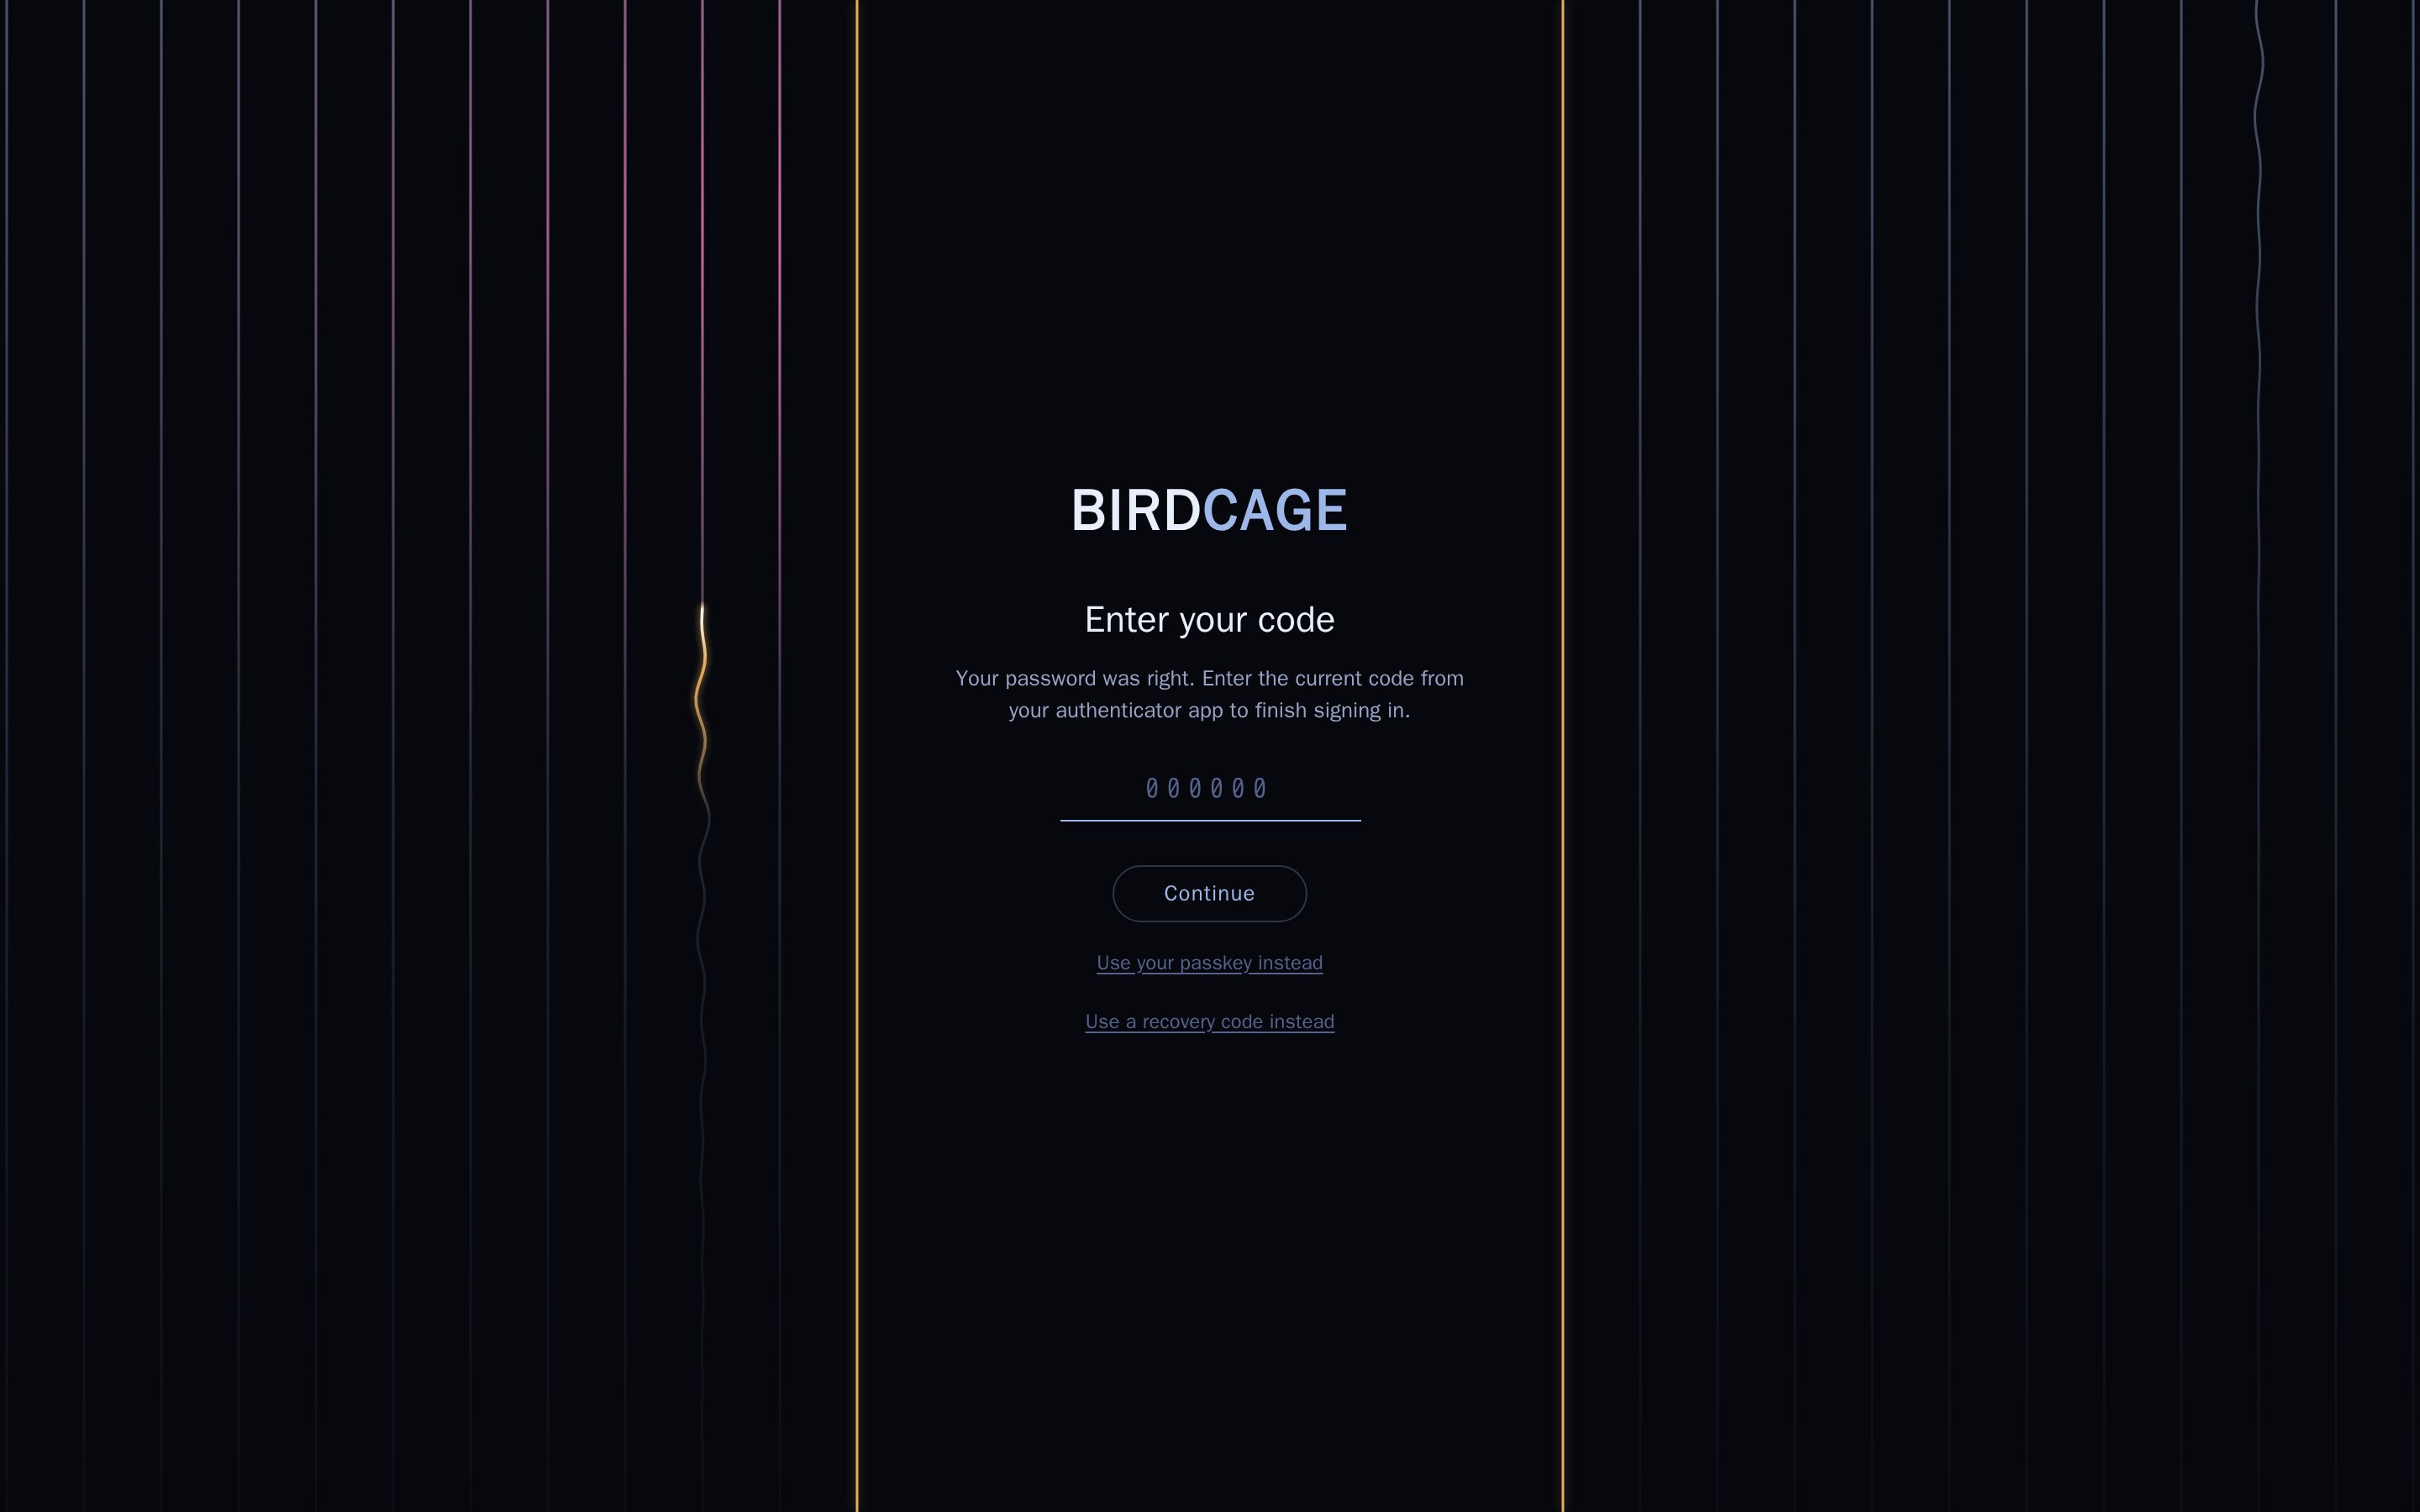 BIRDCAGE
Enter your code
Your password was right. Enter the current code from
your authenticator app to finish signing in.
000000
Continue
Use your passkey instead
Use a recovery code instead